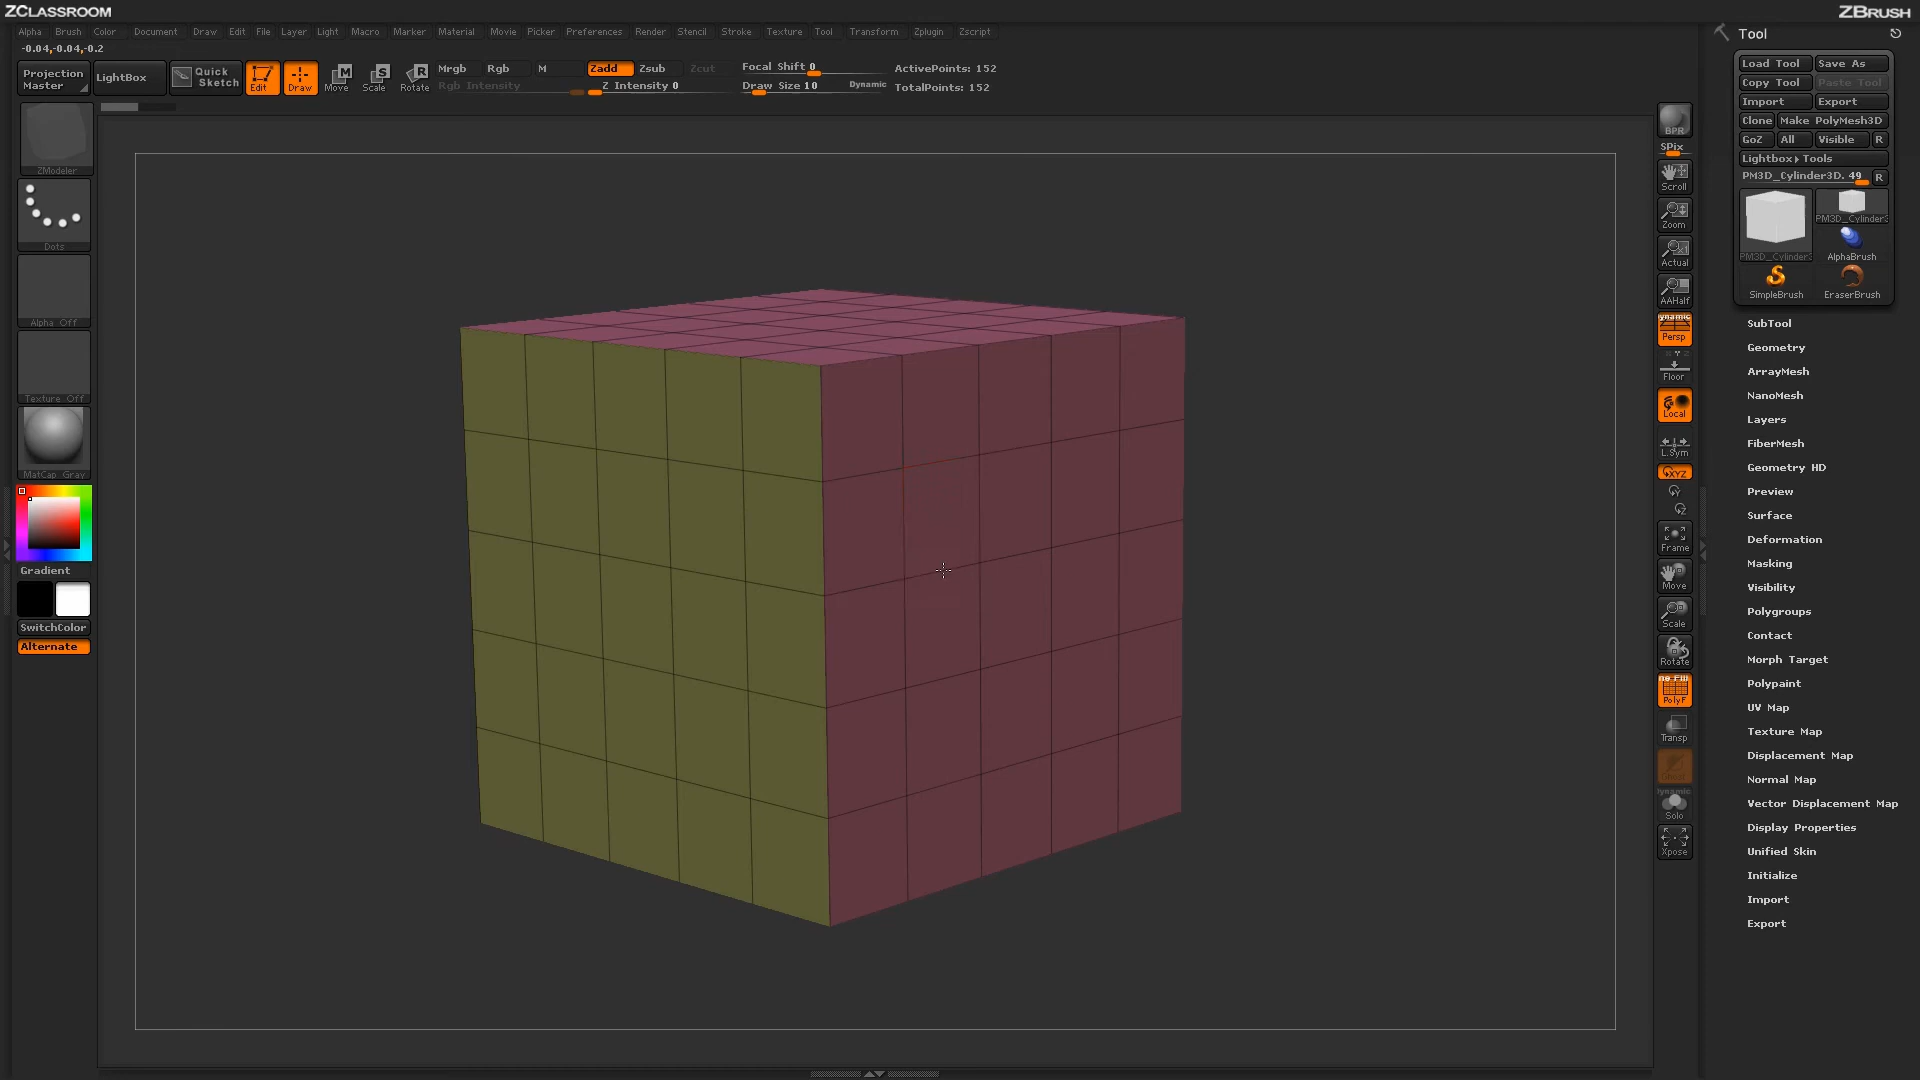 ZCLASSROOM
ZBRUSH
Alpha Brush Color Document Draw Edit File Layer Light Macro Marker Material Movie Picker Preferences Render Stencil Stroke Texture Tool Transform Zplugin Zscript
-0.04,-0.04,-0.2
Projection Master
LightBox
Quick Sketch
Edit
Draw
Move
Scale
Rotate
Mrgb Rgb M
Rgb Intensity
Zadd Zsub Zcut
Z Intensity 0
Focal Shift 0
Draw Size 10
Dynamic
ActivePoints: 152
TotalPoints: 152
ZModeler
Dots
Alpha Off
Texture Off
MatCap Gray
Gradient
SwitchColor
Alternate
BPR
SPix
Scroll
Zoom
Actual
AAHalf
Persp
Floor
Local
L.Sym
XYZ
Frame
Move
Scale
Rotate
PolyF
Transp
Dynamic
Solo
Xpose
Tool
Load Tool Save As
Copy Tool Paste Tool
Import Export
Clone Make PolyMesh3D
GoZ All Visible R
Lightbox▸Tools
PM3D_Cylinder3D. 49 R
PM3D_Cylinder3
PM3D_Cylinder3
AlphaBrush
SimpleBrush
EraserBrush
SubTool
Geometry
ArrayMesh
NanoMesh
Layers
FiberMesh
Geometry HD
Preview
Surface
Deformation
Masking
Visibility
Polygroups
Contact
Morph Target
Polypaint
UV Map
Texture Map
Displacement Map
Normal Map
Vector Displacement Map
Display Properties
Unified Skin
Initialize
Import
Export